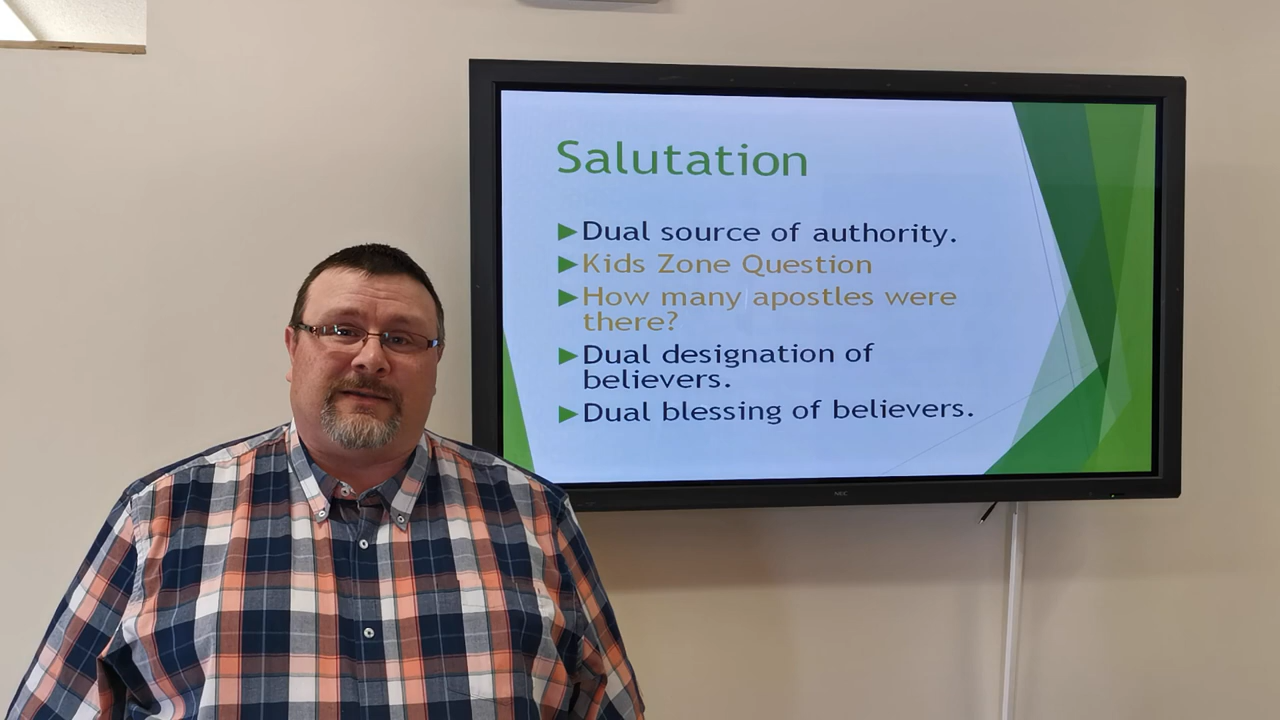 Salutation
Dual source of authority.
Kids Zone Question
How many apostles were
there?
Dual designation of
believers.
Dual blessing of believers.
NEC